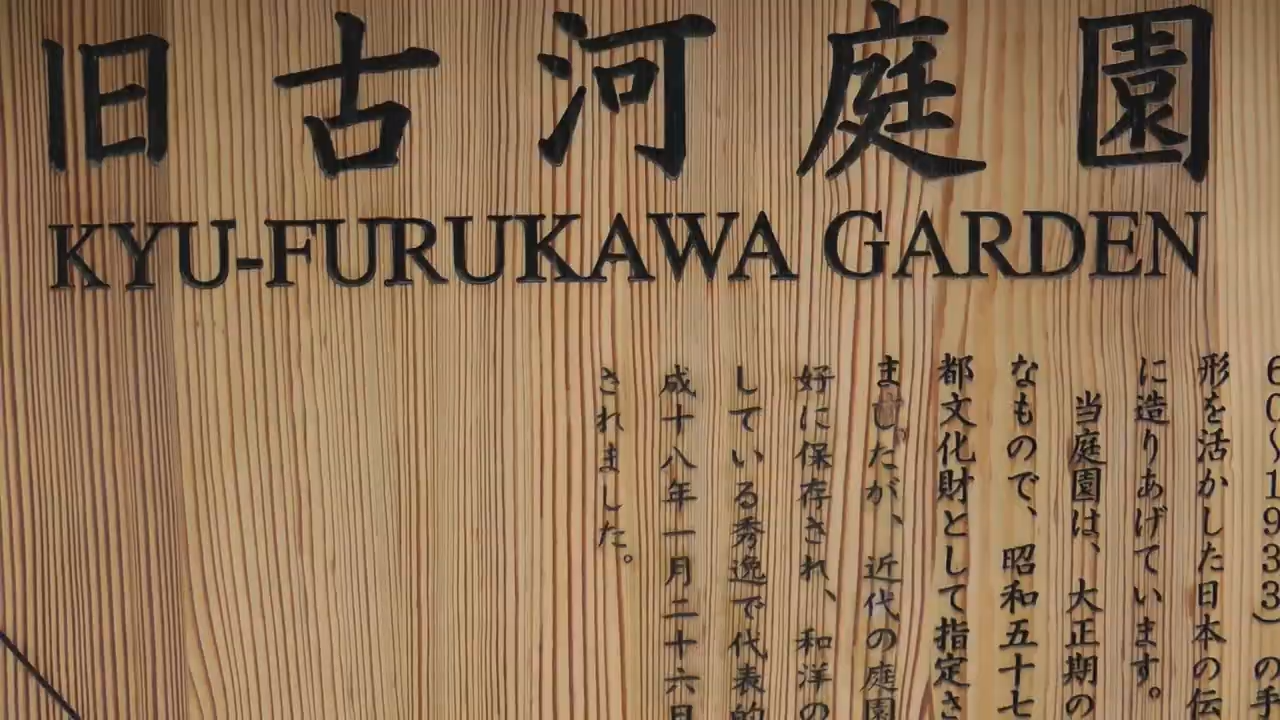 旧古河庭園
KYU-FURUKAWA GARDEN
60~1933)の手
形を活かした日本の伝
に造りあげています。
当庭園は、大正期の
なもので、昭和五十七
都文化財として指定さ
ましたが、近代の庭園
好に保存され、和洋の
している秀逸で代表的
成十八年一月二十六日
されました。